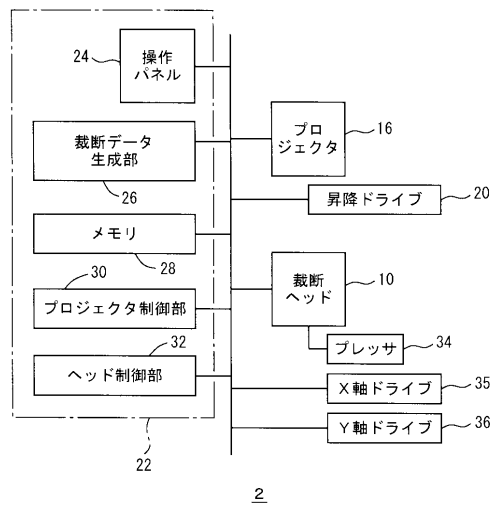 24
操作
パネル
裁断データ
生成部
26
メモリ
28
30
プロジェクタ制御部
32
ヘッド制御部
22
プロ
ジェクタ
16
昇降ドライブ
20
裁断
ヘッド
10
プレッサ
34
X軸ドライブ
35
Y軸ドライブ
36
2